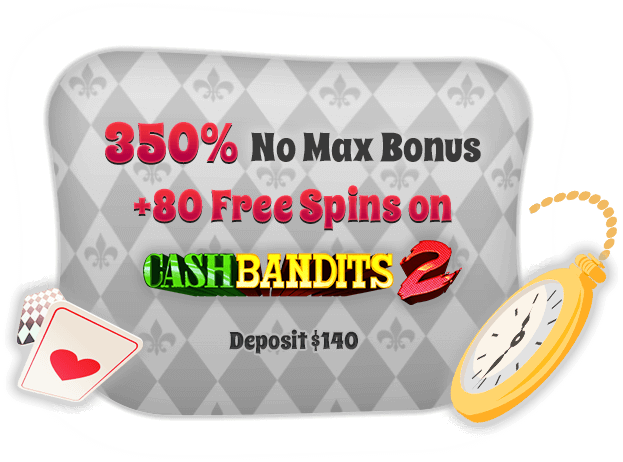 350% No Max Bonus
+80 Free Spins on
CASH BANDITS 2
Deposit $140